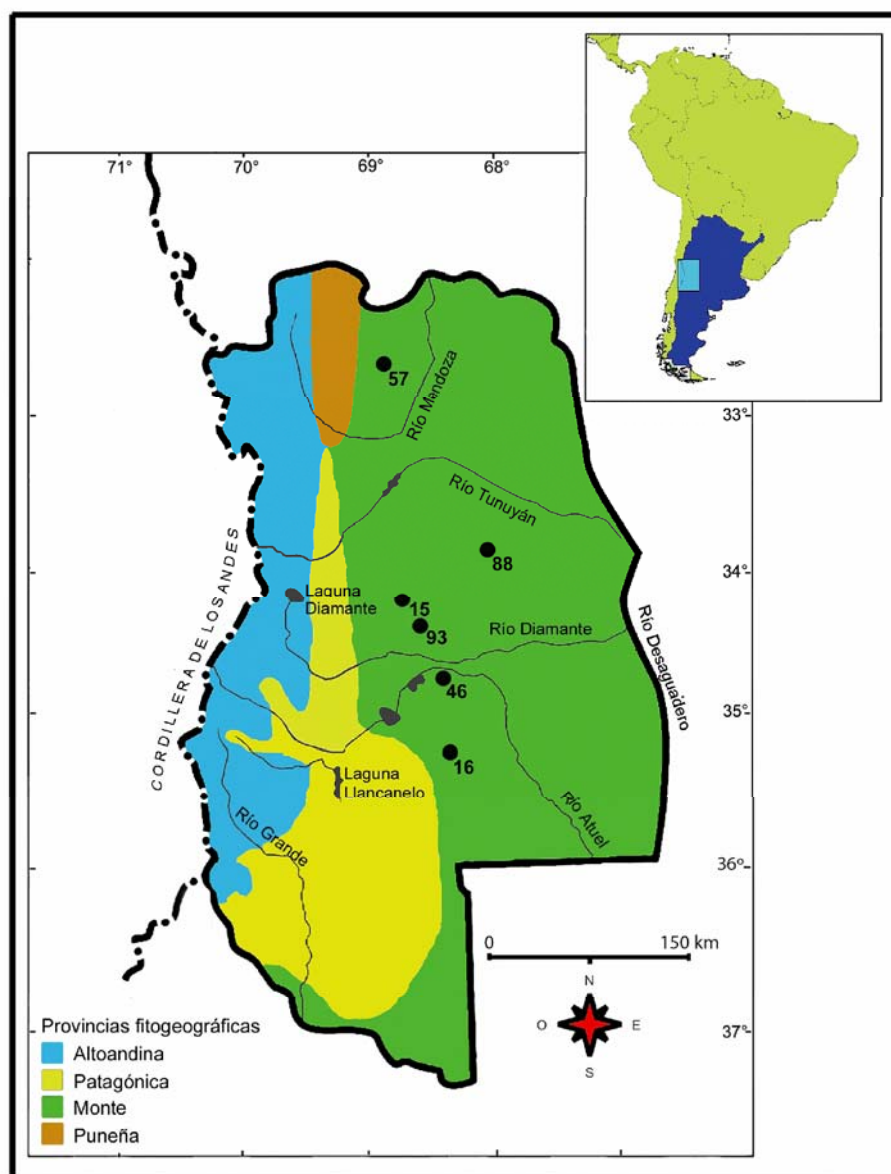 71°
70°
69°
68°
57
Río Mendoza
33°
Río Tunuyán
88
34°
CORDILLERA DE LOS ANDES
Laguna
Diamante
15
93
Río Diamante
Río Desaguadero
46
35°
16
Laguna
Llancanelo
Río Grande
Río Atuel
36°
0
150 km
N
O
E
S
37°
Provincias fitogeográficas
Altoandina
Patagónica
Monte
Puneña